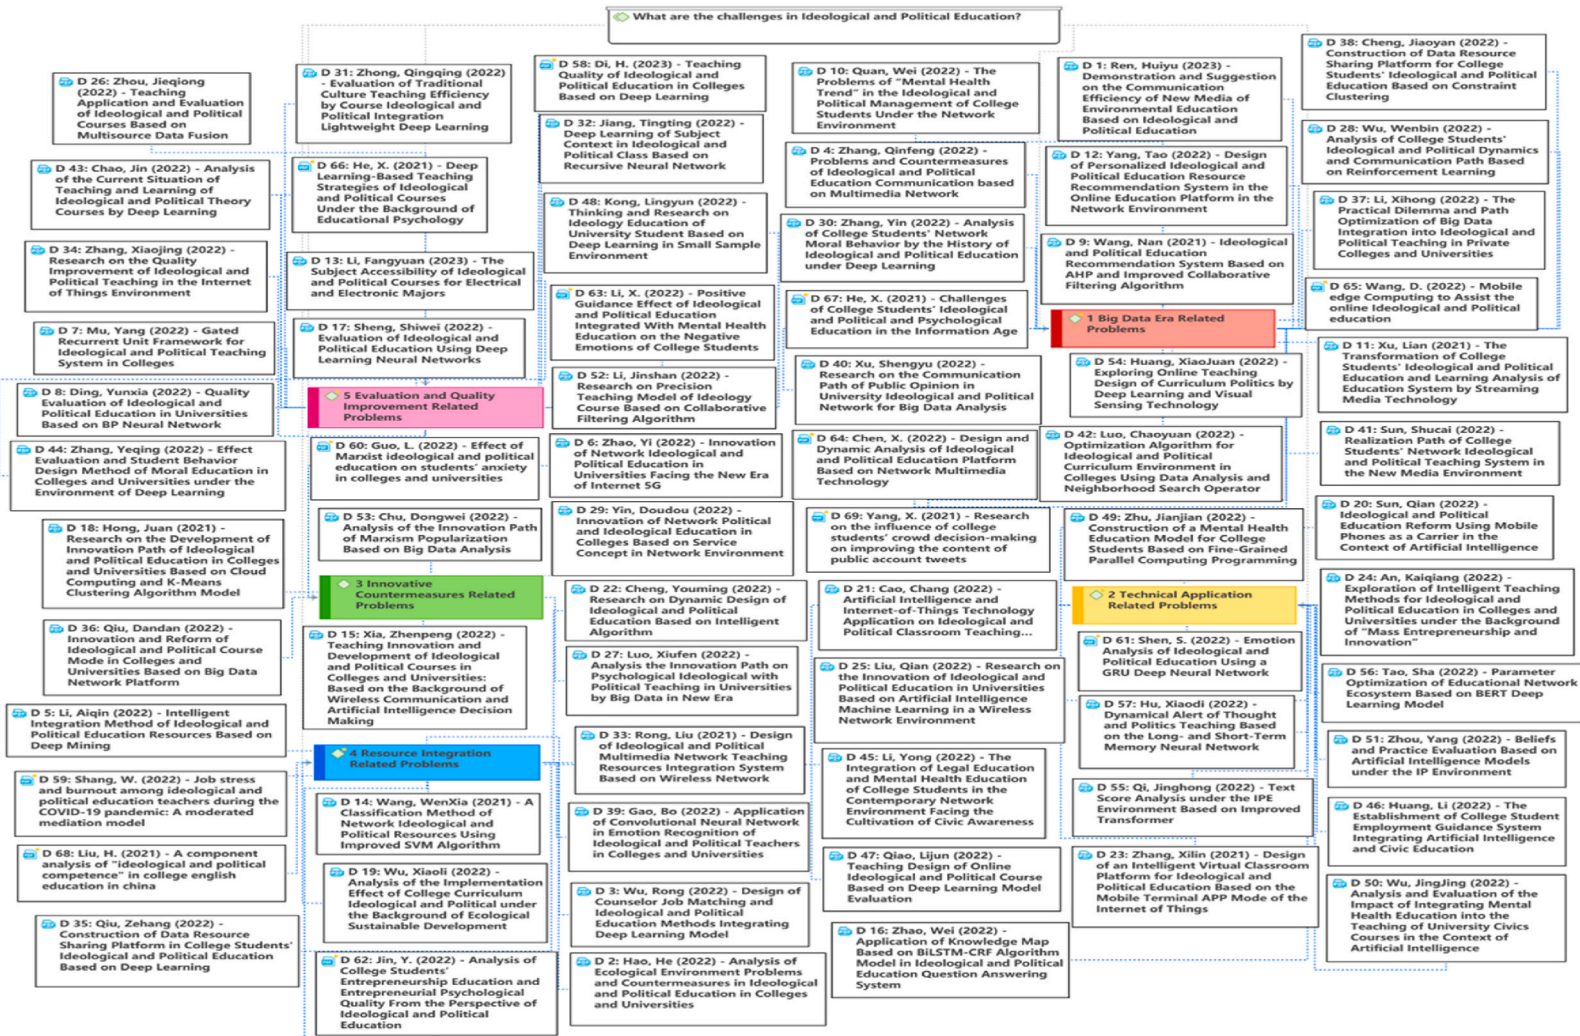 What are the challenges in Ideological and Political Education?
D 26: Zhou, Jieqiong
(2022) - Teaching
Application and Evaluation
of Ideological and Political
Courses Based on
Multisource Data Fusion
D 43: Chao, Jin (2022) - Analysis
of the Current Situation of
Teaching and Learning of
Ideological and Political Theory
Courses by Deep Learning
D 34: Zhang, Xiaojing (2022) -
Research on the Quality
Improvement of Ideological and
Political Teaching in the Internet
of Things Environment
D 7: Mu, Yang (2022) - Gated
Recurrent Unit Framework for
Ideological and Political Teaching
System in Colleges
D 8: Ding, Yunxia (2022) - Quality
Evaluation of Ideological and
Political Education in Universities
Based on BP Neural Network
D 44: Zhang, Yeqing (2022) - Effect
Evaluation and Student Behavior
Design Method of Moral Education in
Colleges and Universities under the
Environment of Deep Learning
D 18: Hong, Juan (2021) -
Research on the Development of
Innovation Path of Ideological
and Political Education in Colleges
and Universities Based on Cloud
Computing and K-Means
Clustering Algorithm Model
D 36: Qiu, Dandan (2022) -
Innovation and Reform of
Ideological and Political Course
Mode in Colleges and
Universities Based on Big Data
Network Platform
D 5: Li, Aiqin (2022) - Intelligent
Integration Method of Ideological and
Political Education Resources Based on
Deep Mining
D 59: Shang, W. (2022) - Job stress
and burnout among ideological and
political education teachers during the
COVID-19 pandemic: A moderated
mediation model
D 68: Liu, H. (2021) - A component
analysis of "ideological and political
competence" in college english
education in china
D 35: Qiu, Zehang (2022) -
Construction of Data Resource
Sharing Platform in College Students'
Ideological and Political Education
Based on Deep Learning
D 31: Zhong, Qingqing (2022)
- Evaluation of Traditional
Culture Teaching Efficiency
by Course Ideological and
Political Integration
Lightweight Deep Learning
D 66: He, X. (2021) - Deep
Learning-Based Teaching
Strategies of Ideological
and Political Courses
Under the Background of
Educational Psychology
D 13: Li, Fangyuan (2023) - The
Subject Accessibility of Ideological
and Political Courses for Electrical
and Electronic Majors
D 17: Sheng, Shiwei (2022) -
Evaluation of Ideological and
Political Education Using Deep
Learning Neural Networks
5 Evaluation and Quality
Improvement Related
Problems
D 60: Guo, L. (2022) - Effect of
Marxist ideological and political
education on students' anxiety
in colleges and universities
D 53: Chu, Dongwei (2022) -
Analysis of the Innovation Path
of Marxism Popularization
Based on Big Data Analysis
3 Innovative
Countermeasures Related
Problems
D 15: Xia, Zhenpeng (2022) -
Teaching Innovation and
Development of Ideological
and Political Courses in
Colleges and Universities:
Based on the Background of
Wireless Communication and
Artificial Intelligence Decision
Making
4 Resource Integration
Related Problems
D 14: Wang, WenXia (2021) - A
Classification Method of
Network Ideological and
Political Resources Using
Improved SVM Algorithm
D 19: Wu, Xiaoli (2022) -
Analysis of the Implementation
Effect of College Curriculum
Ideological and Political under
the Background of Ecological
Sustainable Development
D 62: Jin, Y. (2022) - Analysis of
College Students'
Entrepreneurship Education and
Entrepreneurial Psychological
Quality From the Perspective of
Ideological and Political
Education
D 58: Di, H. (2023) - Teaching
Quality of Ideological and
Political Education in Colleges
Based on Deep Learning
D 32: Jiang, Tingting (2022) -
Deep Learning of Subject
Context in Ideological and
Political Class Based on
Recursive Neural Network
D 48: Kong, Lingyun (2022) -
Thinking and Research on
Ideology Education of
University Student Based on
Deep Learning in Small Sample
Environment
D 63: Li, X. (2022) - Positive
Guidance Effect of Ideological
and Political Education
Integrated With Mental Health
Education on the Negative
Emotions of College Students
D 52: Li, Jinshan (2022) -
Research on Precision
Teaching Model of Ideology
Course Based on Collaborative
Filtering Algorithm
D 6: Zhao, Yi (2022) - Innovation
of Network Ideological and
Political Education in
Universities Facing the New Era
of Internet 5G
D 29: Yin, Doudou (2022) -
Innovation of Network Political
and Ideological Education in
Colleges Based on Service
Concept in Network Environment
D 22: Cheng, Youming (2022) -
Research on Dynamic Design of
Ideological and Political
Education Based on Intelligent
Algorithm
D 27: Luo, Xiufen (2022) -
Analysis the Innovation Path on
Psychological Ideological with
Political Teaching in Universities
by Big Data in New Era
D 33: Rong, Liu (2021) - Design
of Ideological and Political
Multimedia Network Teaching
Resources Integration System
Based on Wireless Network
D 39: Gao, Bo (2022) - Application
of Convolutional Neural Network
in Emotion Recognition of
Ideological and Political Teachers
in Colleges and Universities
D 3: Wu, Rong (2022) - Design of
Counselor Job Matching and
Ideological and Political
Education Methods Integrating
Deep Learning Model
D 2: Hao, He (2022) - Analysis of
Ecological Environment Problems
and Countermeasures in Ideological
and Political Education in Colleges
and Universities
D 10: Quan, Wei (2022) - The
Problems of "Mental Health
Trend" in the Ideological and
Political Management of College
Students Under the Network
Environment
D 4: Zhang, Qinfeng (2022) -
Problems and Countermeasures
of Ideological and Political
Education Communication based
on Multimedia Network
D 30: Zhang, Yin (2022) - Analysis
of College Students' Network
Moral Behavior by the History of
Ideological and Political Education
under Deep Learning
D 67: He, X. (2021) - Challenges
of College Students' Ideological
and Political and Psychological
Education in the Information Age
D 40: Xu, Shengyu (2022) -
Research on the Communication
Path of Public Opinion in
University Ideological and Political
Network for Big Data Analysis
D 64: Chen, X. (2022) - Design and
Dynamic Analysis of Ideological
and Political Education Platform
Based on Network Multimedia
Technology
D 69: Yang, X. (2021) - Research
on the influence of college
students' crowd decision-making
on improving the content of
public account tweets
D 21: Cao, Chang (2022) -
Artificial Intelligence and
Internet-of-Things Technology
Application on Ideological and
Political Classroom Teaching...
D 25: Liu, Qian (2022) - Research on
the Innovation of Ideological and
Political Education in Universities
Based on Artificial Intelligence
Machine Learning in a Wireless
Network Environment
D 45: Li, Yong (2022) - The
Integration of Legal Education
and Mental Health Education
of College Students in the
Contemporary Network
Environment Facing the
Cultivation of Civic Awareness
D 47: Qiao, Lijun (2022) -
Teaching Design of Online
Ideological and Political Course
Based on Deep Learning Model
Evaluation
D 16: Zhao, Wei (2022) -
Application of Knowledge Map
Based on BiLSTM-CRF Algorithm
Model in Ideological and Political
Education Question Answering
System
D 1: Ren, Huiyu (2023) -
Demonstration and Suggestion
on the Communication
Efficiency of New Media of
Environmental Education
Based on Ideological and
Political Education
D 12: Yang, Tao (2022) - Design
of Personalized Ideological and
Political Education Resource
Recommendation System in the
Online Education Platform in the
Network Environment
D 9: Wang, Nan (2021) - Ideological
and Political Education
Recommendation System Based on
AHP and Improved Collaborative
Filtering Algorithm
1 Big Data Era Related
Problems
D 54: Huang, XiaoJuan (2022) -
Exploring Online Teaching
Design of Curriculum Politics by
Deep Learning and Visual
Sensing Technology
D 42: Luo, Chaoyuan (2022) -
Optimization Algorithm for
Ideological and Political
Curriculum Environment in
Colleges Using Data Analysis and
Neighborhood Search Operator
D 49: Zhu, Jianjian (2022) -
Construction of a Mental Health
Education Model for College
Students Based on Fine-Grained
Parallel Computing Programming
2 Technical Application
Related Problems
D 61: Shen, S. (2022) - Emotion
Analysis of Ideological and
Political Education Using a
GRU Deep Neural Network
D 57: Hu, Xiaodi (2022) -
Dynamical Alert of Thought
and Politics Teaching Based
on the Long- and Short-Term
Memory Neural Network
D 55: Qi, Jinghong (2022) - Text
Score Analysis under the IPE
Environment Based on Improved
Transformer
D 23: Zhang, Xilin (2021) - Design
of an Intelligent Virtual Classroom
Platform for Ideological and
Political Education Based on the
Mobile Terminal APP Mode of the
Internet of Things
D 38: Cheng, Jiaoyan (2022) -
Construction of Data Resource
Sharing Platform for College
Students' Ideological and Political
Education Based on Constraint
Clustering
D 28: Wu, Wenbin (2022) -
Analysis of College Students'
Ideological and Political Dynamics
and Communication Path Based
on Reinforcement Learning
D 37: Li, Xihong (2022) - The
Practical Dilemma and Path
Optimization of Big Data
Integration into Ideological and
Political Teaching in Private
Colleges and Universities
D 65: Wang, D. (2022) - Mobile
edge Computing to Assist the
online Ideological and Political
education
D 11: Xu, Lian (2021) - The
Transformation of College
Students' Ideological and Political
Education and Learning Analysis of
Education System by Streaming
Media Technology
D 41: Sun, Shucai (2022) -
Realization Path of College
Students' Network Ideological
and Political Teaching System in
the New Media Environment
D 20: Sun, Qian (2022) -
Ideological and Political
Education Reform Using Mobile
Phones as a Carrier in the
Context of Artificial Intelligence
D 24: An, Kaiqiang (2022) -
Exploration of Intelligent Teaching
Methods for Ideological and
Political Education in Colleges and
Universities under the Background
of "Mass Entrepreneurship and
Innovation"
D 56: Tao, Sha (2022) - Parameter
Optimization of Educational Network
Ecosystem Based on BERT Deep
Learning Model
D 51: Zhou, Yang (2022) - Beliefs
and Practice Evaluation Based on
Artificial Intelligence Models
under the IP Environment
D 46: Huang, Li (2022) - The
Establishment of College Student
Employment Guidance System
Integrating Artificial Intelligence
and Civic Education
D 50: Wu, JingJing (2022) -
Analysis and Evaluation of the
Impact of Integrating Mental
Health Education into the
Teaching of University Civics
Courses in the Context of
Artificial Intelligence